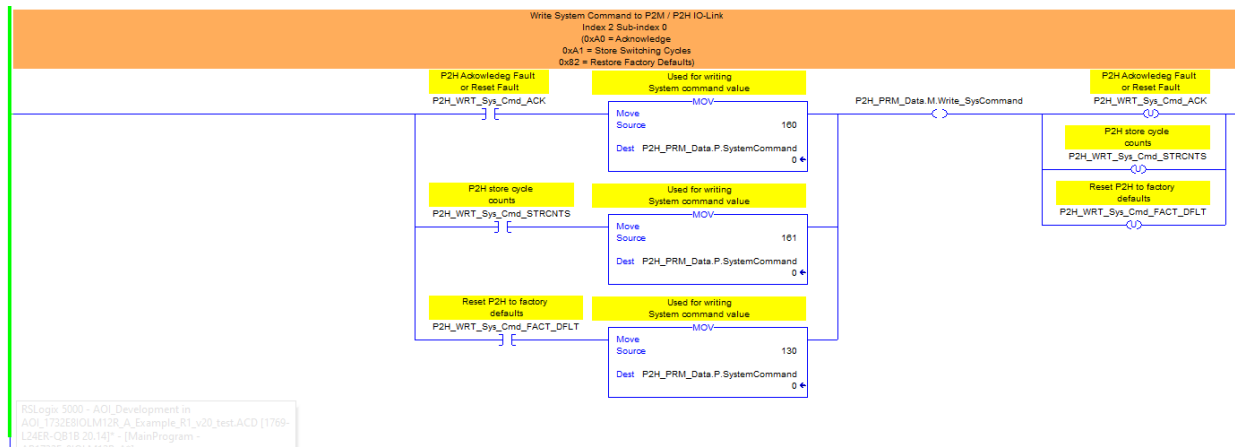 Write System Command to P2M / P2H IO-Link
Index 2 Sub-index 0
(0xA0 = Adknowledge
0xA1 = Store Switching Cycles
0x82 = Restore Factory Defaults)
P2H Adkowledeg Fault
or Reset Fault
P2H_WRT_Sys_Cmd_ACK
Used for writing
System command value
MOV
Move
Source 160
Dest P2H_PRM_Data.P.SystemCommand
0
P2H_PRM_Data.M.Write_SysCommand
P2H Adkowledeg Fault
or Reset Fault
P2H_WRT_Sys_Cmd_ACK
U
P2H store cycle
counts
P2H_WRT_Sys_Cmd_STRCNTS
U
Reset P2H to factory
defaults
P2H_WRT_Sys_Cmd_FACT_DFLT
U
P2H store cycle
counts
P2H_WRT_Sys_Cmd_STRCNTS
Used for writing
System command value
MOV
Move
Source 161
Dest P2H_PRM_Data.P.SystemCommand
0
Reset P2H to factory
defaults
P2H_WRT_Sys_Cmd_FACT_DFLT
Used for writing
System command value
MOV
Move
Source 130
Dest P2H_PRM_Data.P.SystemCommand
0
RSLogix 5000 - AOI_Development in
AOI_1732E8IOLM12R_A_Example_R1_v20_test.ACD [1769-
L24ER-QB1B 20.14]* - [MainProgram -